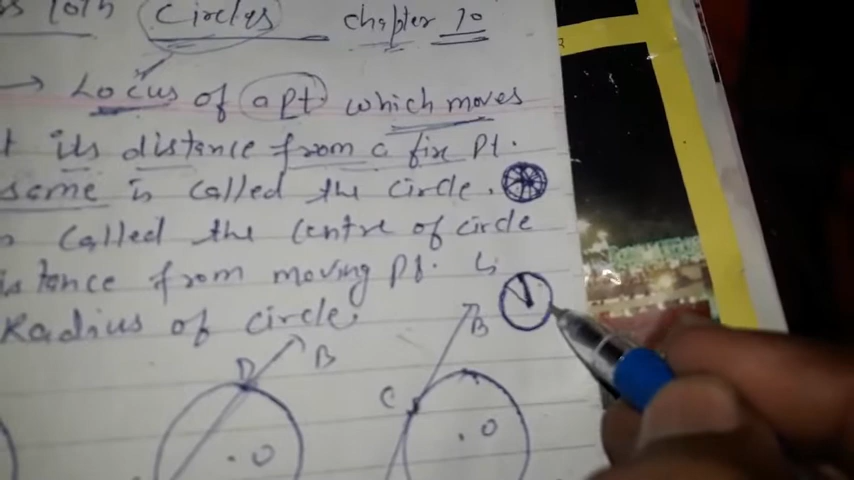 Circles chapter 10
Locus of a pt which moves
its distance from a fix pt.
same is called the circle.
called the centre of circle
istance from moving pt. is
Radius of circle.
D B
C B
O O